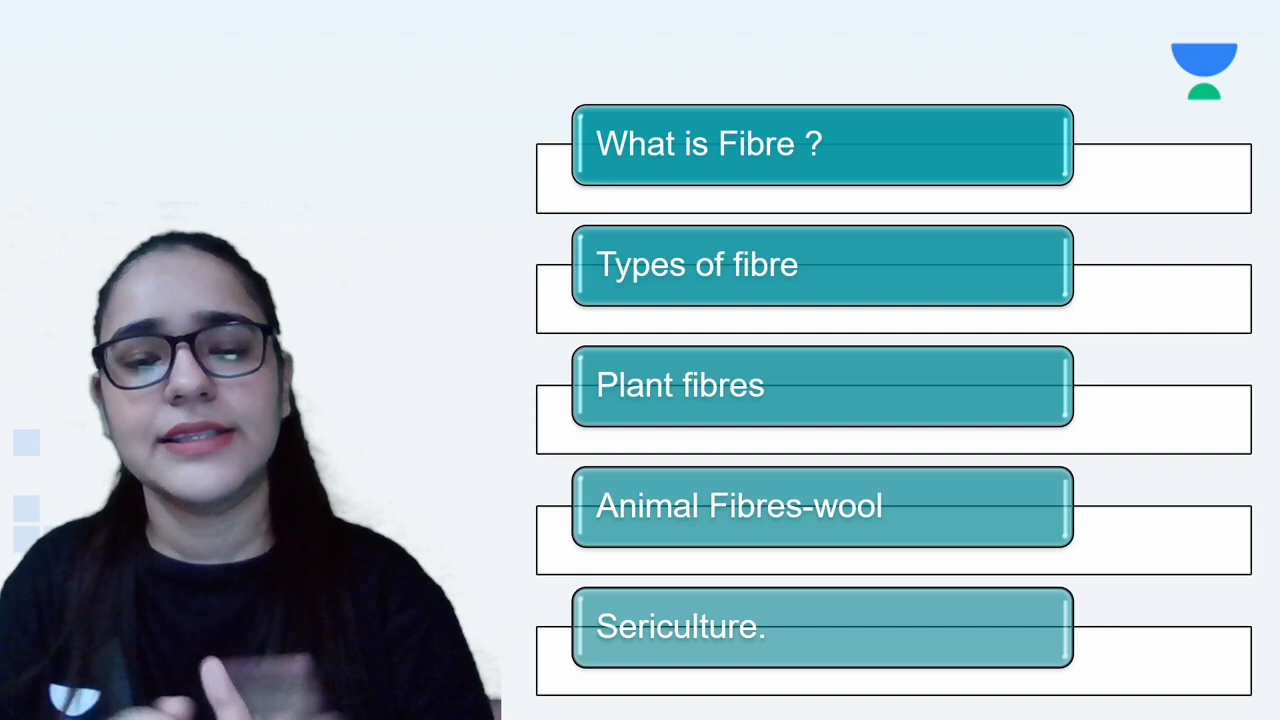 What is Fibre ?
Types of fibre
Plant fibres
Animal Fibres-wool
Sericulture.